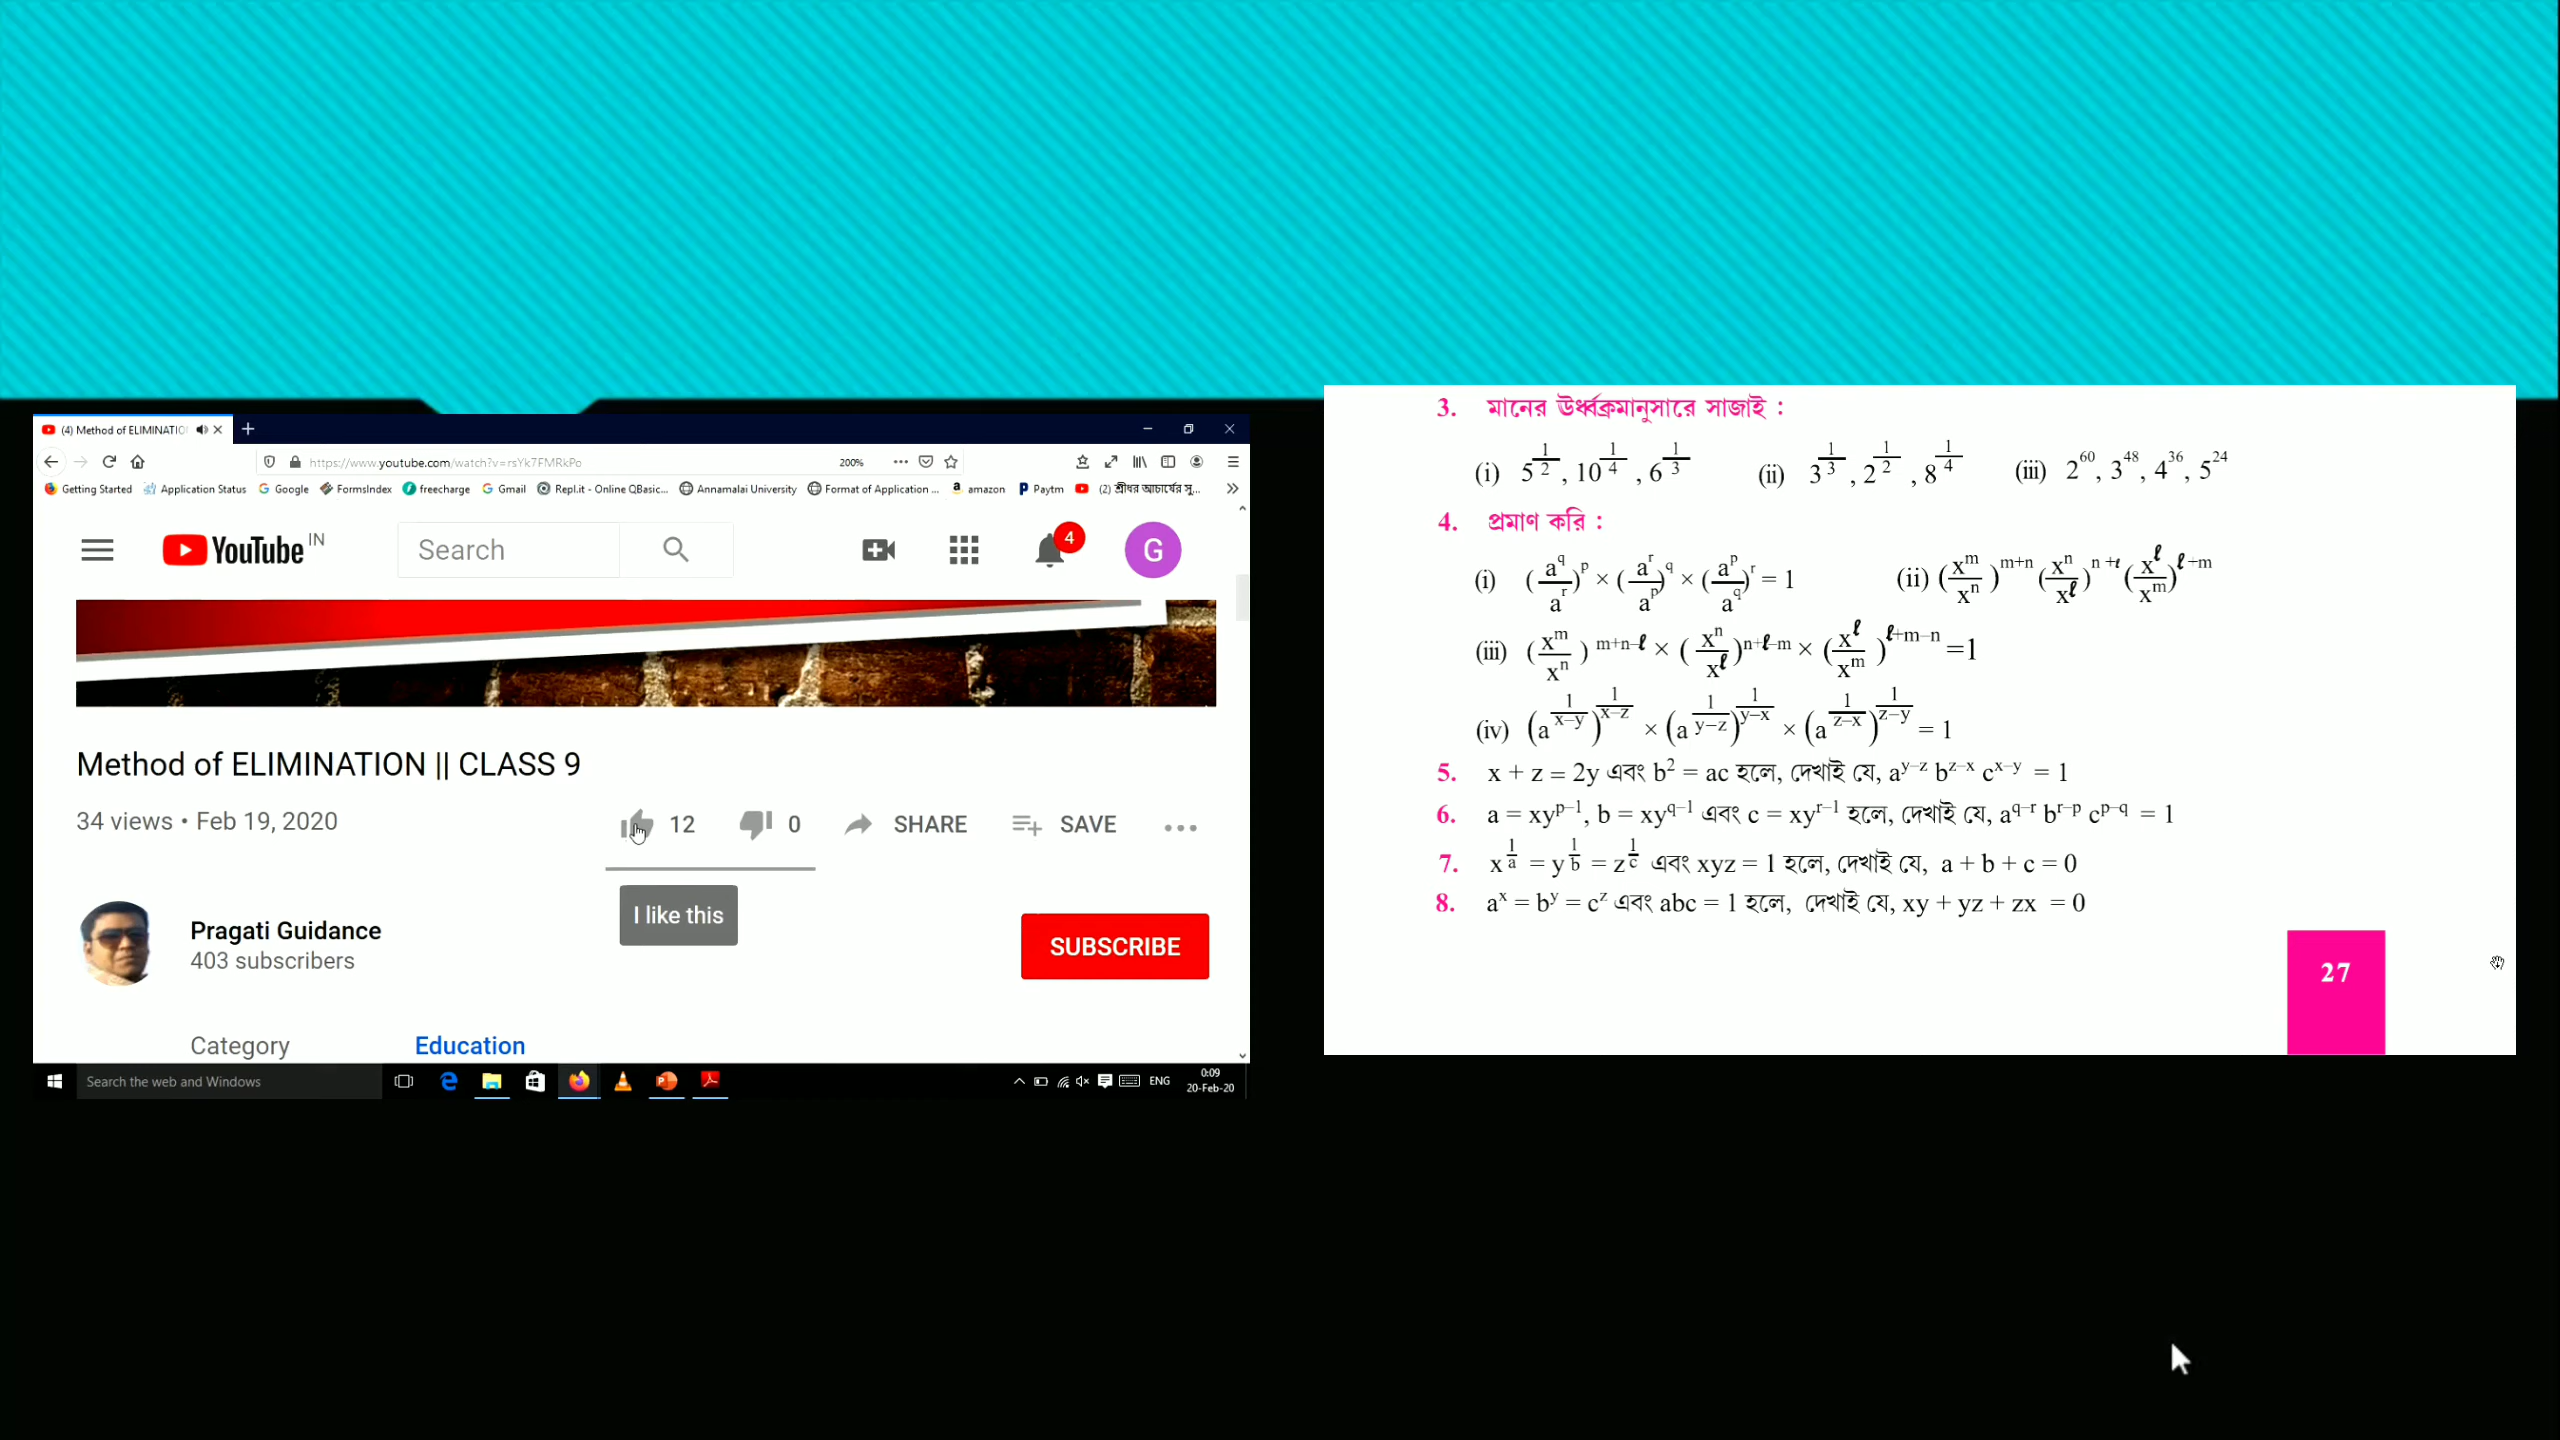 (4) Method of ELIMINATIO
https://www.youtube.com/watch?v=rsYk7FMRkPo 200%
Getting Started Application Status Google FormsIndex freecharge Gmail Repl.it - Online QBasic... Annamalai University Format of Application ... amazon Paytm (2) শ্রীধর আচার্যের সূ...
YouTube IN Search 4 G
Method of ELIMINATION || CLASS 9
34 views • Feb 19, 2020 12 0 SHARE SAVE
I like this
Pragati Guidance
403 subscribers
SUBSCRIBE
Category Education
Search the web and Windows ENG 0:09
20-Feb-20
3. মানের ঊর্ধ্বক্রমানুসারে সাজাই :
(i) 5^(1/2), 10^(1/4), 6^(1/3) (ii) 3^(1/3), 2^(1/2), 8^(1/4) (iii) 2^60, 3^48, 4^36, 5^24
4. প্রমাণ করি :
(i) (a^q/a^r)^p × (a^r/a^p)^q × (a^p/a^q)^r = 1 (ii) (x^m/x^n)^(m+n) (x^n/x^ℓ)^(n+ℓ) (x^ℓ/x^m)^(ℓ+m)
(iii) (x^m/x^n)^(m+n–ℓ) × (x^n/x^ℓ)^(n+ℓ–m) × (x^ℓ/x^m)^(ℓ+m–n) =1
(iv) (a^(1/(x–y)))^(1/(x–z)) × (a^(1/(y–z)))^(1/(y–x)) × (a^(1/(z–x)))^(1/(z–y)) = 1
5. x + z = 2y এবং b² = ac হলে, দেখাই যে, a^(y–z) b^(z–x) c^(x–y) = 1
6. a = xy^(p–1), b = xy^(q–1) এবং c = xy^(r–1) হলে, দেখাই যে, a^(q–r) b^(r–p) c^(p–q) = 1
7. x^(1/a) = y^(1/b) = z^(1/c) এবং xyz = 1 হলে, দেখাই যে, a + b + c = 0
8. a^x = b^y = c^z এবং abc = 1 হলে, দেখাই যে, xy + yz + zx = 0
27